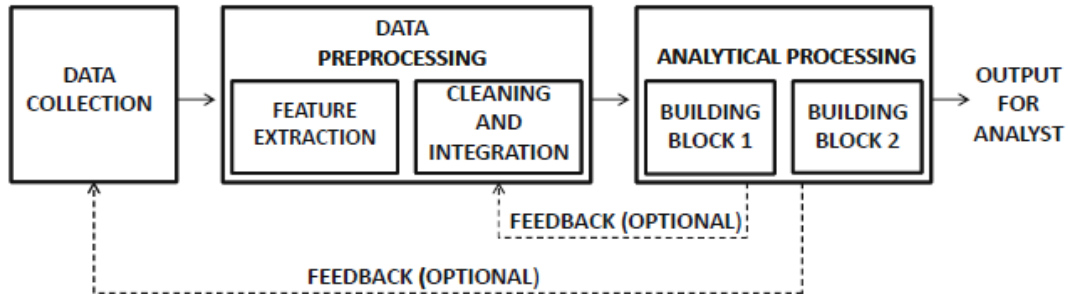 DATA
COLLECTION
DATA
PREPROCESSING
FEATURE
EXTRACTION
CLEANING
AND
INTEGRATION
ANALYTICAL PROCESSING
BUILDING
BLOCK 1
BUILDING
BLOCK 2
OUTPUT
FOR
ANALYST
FEEDBACK (OPTIONAL)
FEEDBACK (OPTIONAL)